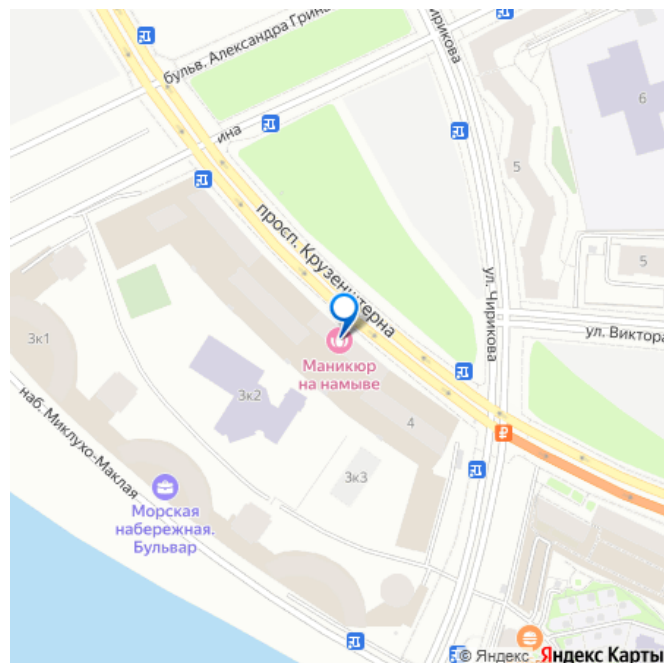 бульв. Александра Грина
ина
ирикова
6
5
просп. Крузенштерна
ул. Чирикова
5
ул. Виктора
3к1
Маникюр
на намыве
3к2
4
3к3
наб. Миклухо-Маклая
Морская
набережная.
Бульвар
© Яндекс Яндекс Карты